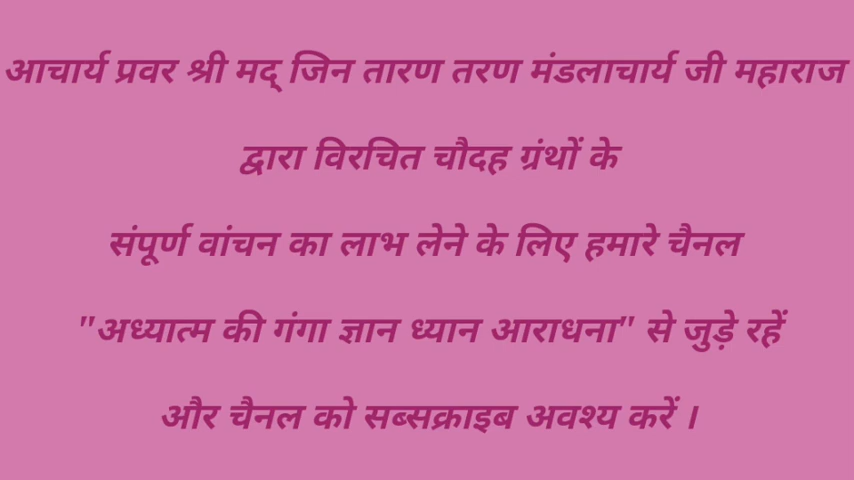 आचार्य प्रवर श्री मद् जिन तारण तरण मंडलाचार्य जी महाराज
द्वारा विरचित चौदह ग्रंथों के
संपूर्ण वांचन का लाभ लेने के लिए हमारे चैनल
"अध्यात्म की गंगा ज्ञान ध्यान आराधना" से जुड़े रहें
और चैनल को सब्सक्राइब अवश्य करें ।